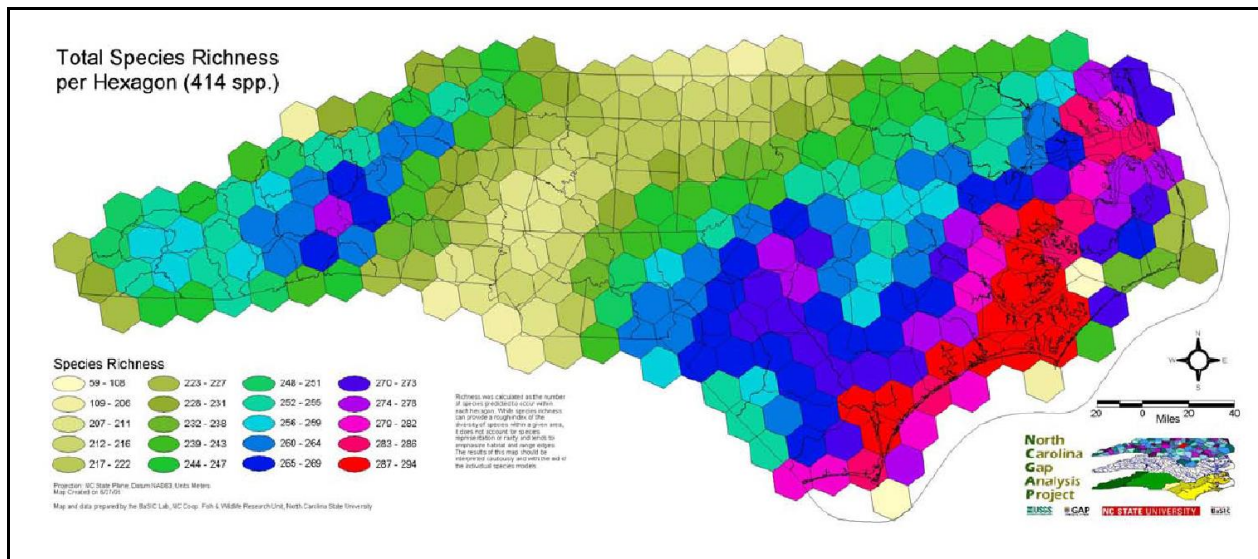 Total Species Richness
per Hexagon (414 spp.)
Species Richness
59 - 108
109 - 206
207 - 211
212 - 216
217 - 222
223 - 227
228 - 231
232 - 238
239 - 243
244 - 247
248 - 251
252 - 255
256 - 259
260 - 264
265 - 269
270 - 273
274 - 278
279 - 282
283 - 286
287 - 294
Richness was calculated as the number
of species predicted to occur within
each hexagon. While species richness
can provide a rough index of the
diversity of species within a given area,
it does not account for species
representation or rarity and tends to
emphasize habitat and range edges.
The results of this map should be
interpreted cautiously and with the aid of
the individual species models.
Projection: NC State Plane, Datum NAD83, Units Meters
Map Created on
Map and data prepared by the BaSIC Lab, NC Coop. Fish & Wildlife Research Unit, North Carolina State University
N
W E
S
20 0 20 40
Miles
North
Carolina
Gap
Analysis
Project
USGS
GAP
NC STATE UNIVERSITY
BaSIC